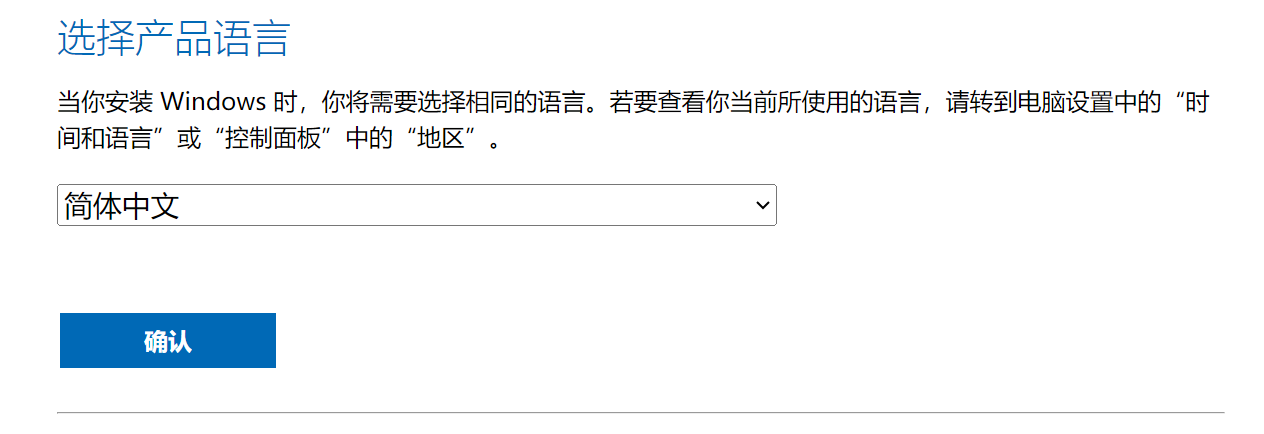 选择产品语言
当你安装 Windows 时，你将需要选择相同的语言。若要查看你当前所使用的语言，请转到电脑设置中的“时
间和语言”或“控制面板”中的“地区”。
简体中文
确认